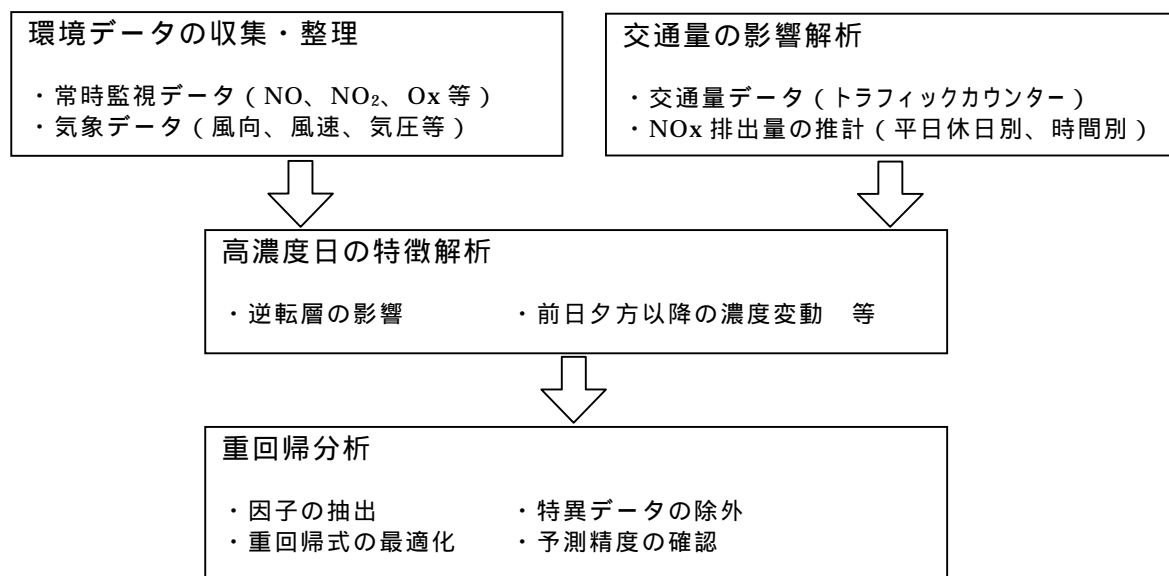 環境データの収集・整理
・常時監視データ（NO、NO₂、Ox 等）
・気象データ（風向、風速、気圧等）
交通量の影響解析
・交通量データ（トラフィックカウンター）
・NOx 排出量の推計（平日休日別、時間別）
高濃度日の特徴解析
・逆転層の影響　　　・前日夕方以降の濃度変動　等
重回帰分析
・因子の抽出　　　　・特異データの除外
・重回帰式の最適化　・予測精度の確認